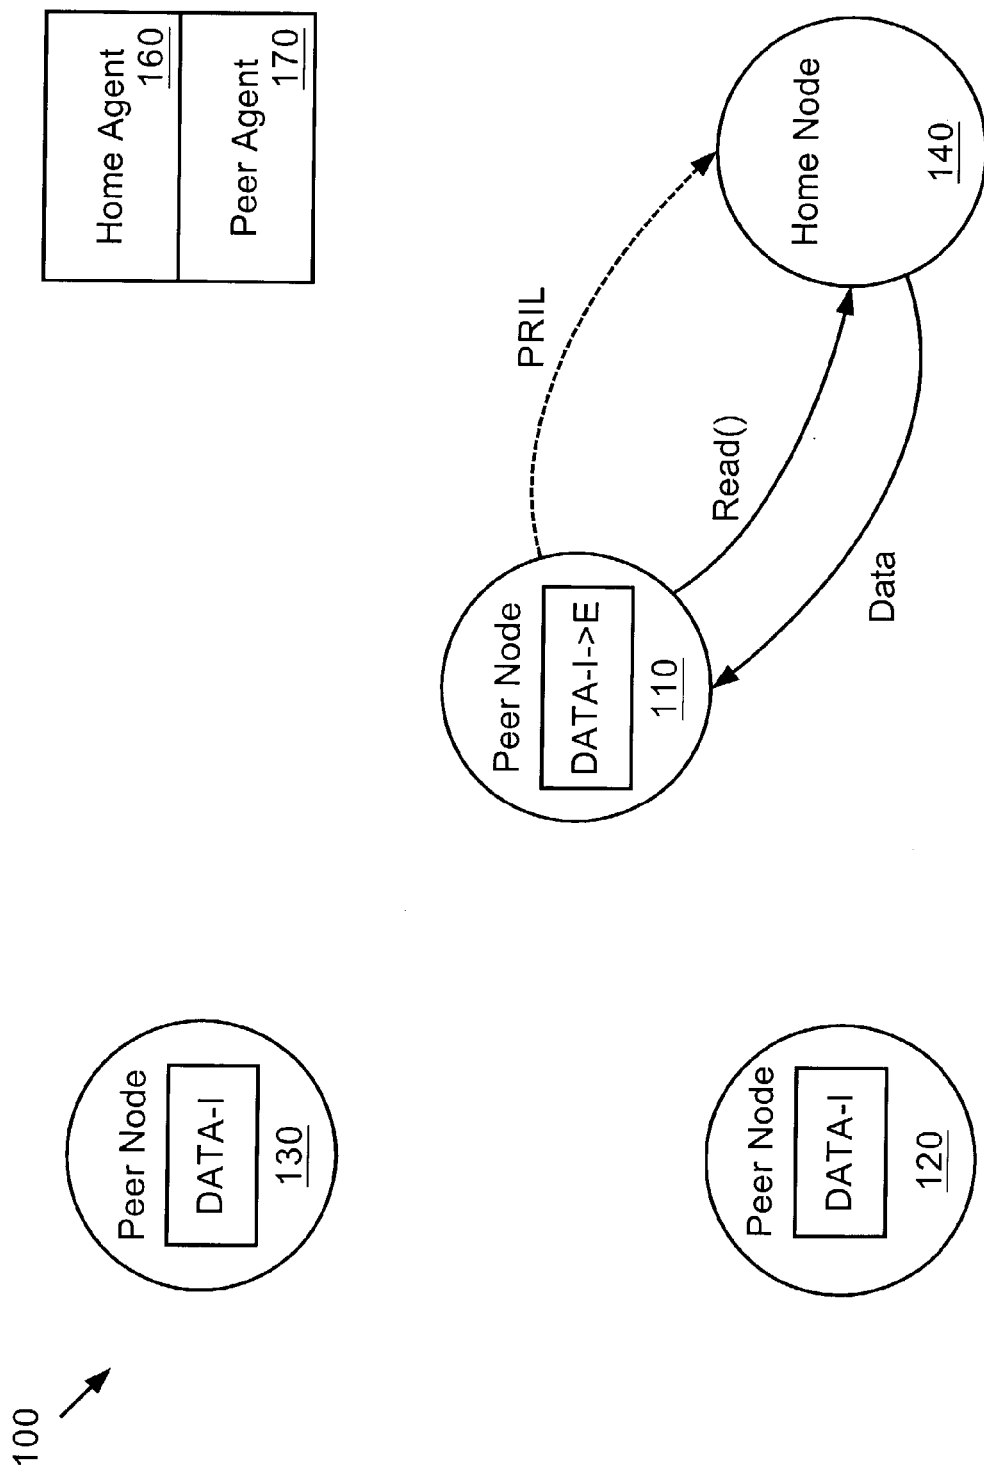 100
Peer Node
DATA-I
130
Home Agent
160
Peer Agent
170
Peer Node
DATA-I->E
110
PRIL
Read()
Data
Home Node
140
Peer Node
DATA-I
120